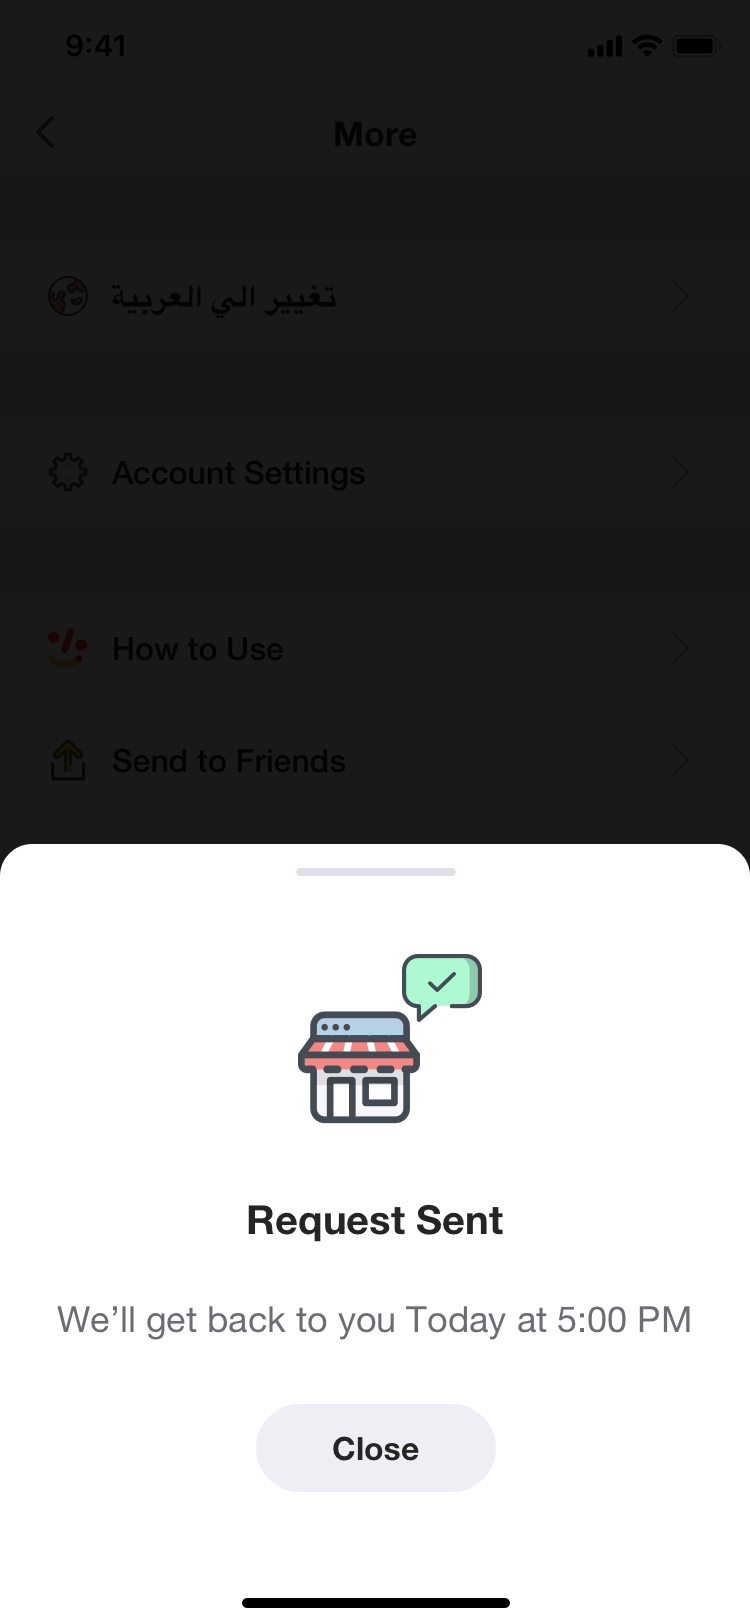 9:41
More
تغيير الي العربية
Account Settings
How to Use
Send to Friends
Request Sent
We’ll get back to you Today at 5:00 PM
Close